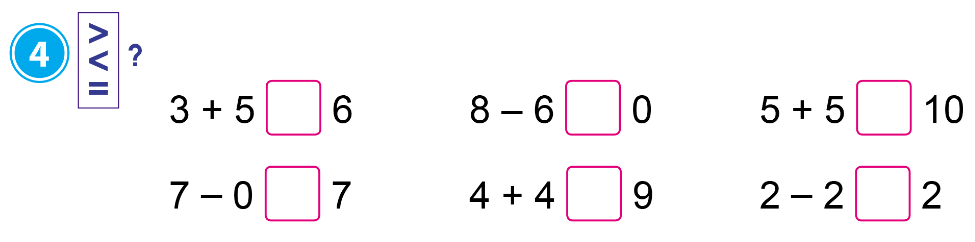 4 > < = ?
3 + 5 6 8 – 6 0 5 + 5 10
7 – 0 7 4 + 4 9 2 – 2 2